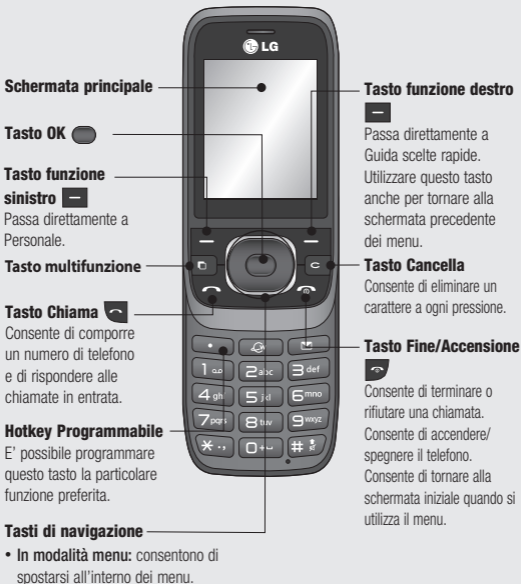 LG
Schermata principale
Tasto OK
Tasto funzione
sinistro
Passa direttamente a
Personale.
Tasto multifunzione
Tasto Chiama
Consente di comporre
un numero di telefono
e di rispondere alle
chiamate in entrata.
Hotkey Programmabile
E' possibile programmare
questo tasto la particolare
funzione preferita.
Tasti di navigazione
• In modalità menu: consentono di
spostarsi all'interno dei menu.
Tasto funzione destro
Passa direttamente a
Guida scelte rapide.
Utilizzare questo tasto
anche per tornare alla
schermata precedente
dei menu.
Tasto Cancella
Consente di eliminare un
carattere a ogni pressione.
Tasto Fine/Accensione
Consente di terminare o
rifiutare una chiamata.
Consente di accendere/
spegnere il telefono.
Consente di tornare alla
schermata iniziale quando si
utilizza il menu.
C
1 2abc 3def
4ghi 5jkl 6mno
7pqrs 8tuv 9wxyz
* 0+ #